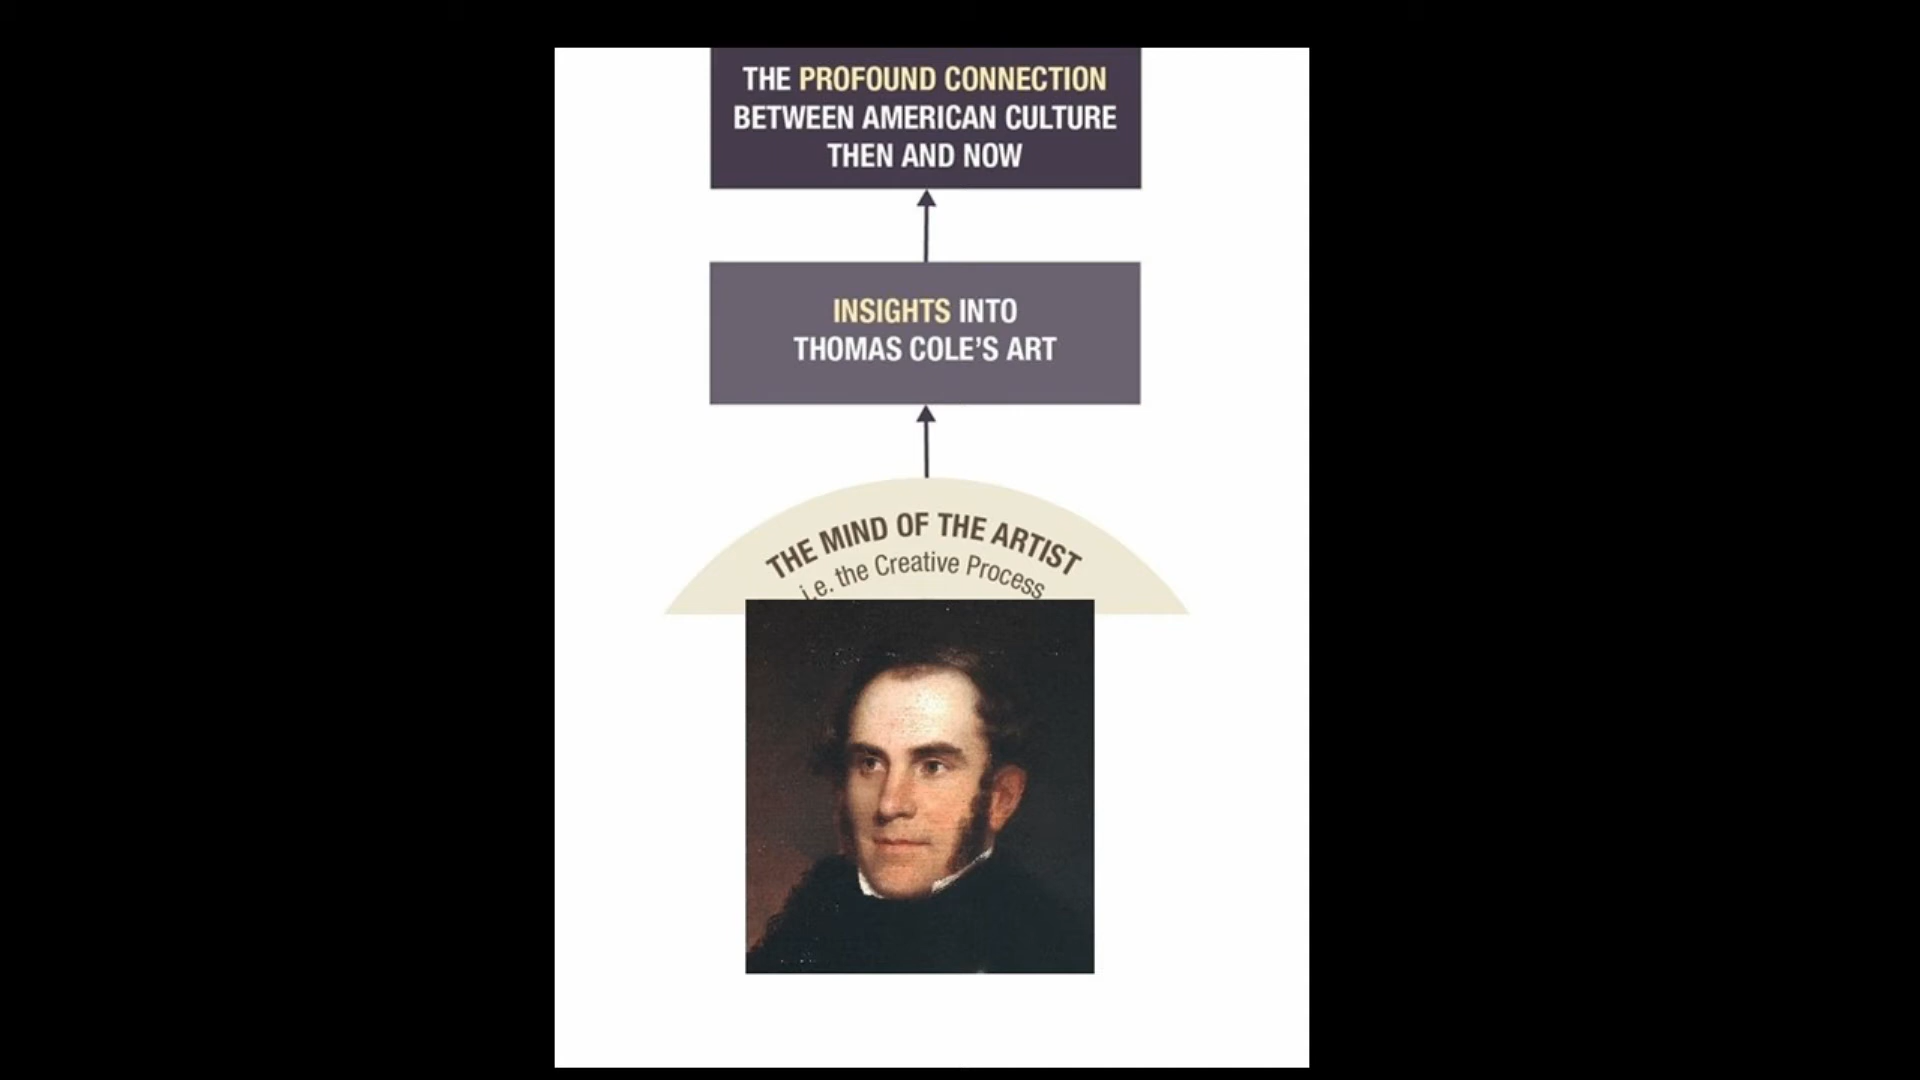 THE PROFOUND CONNECTION
BETWEEN AMERICAN CULTURE
THEN AND NOW
INSIGHTS INTO
THOMAS COLE'S ART
THE MIND OF THE ARTIST
i.e. the Creative Process